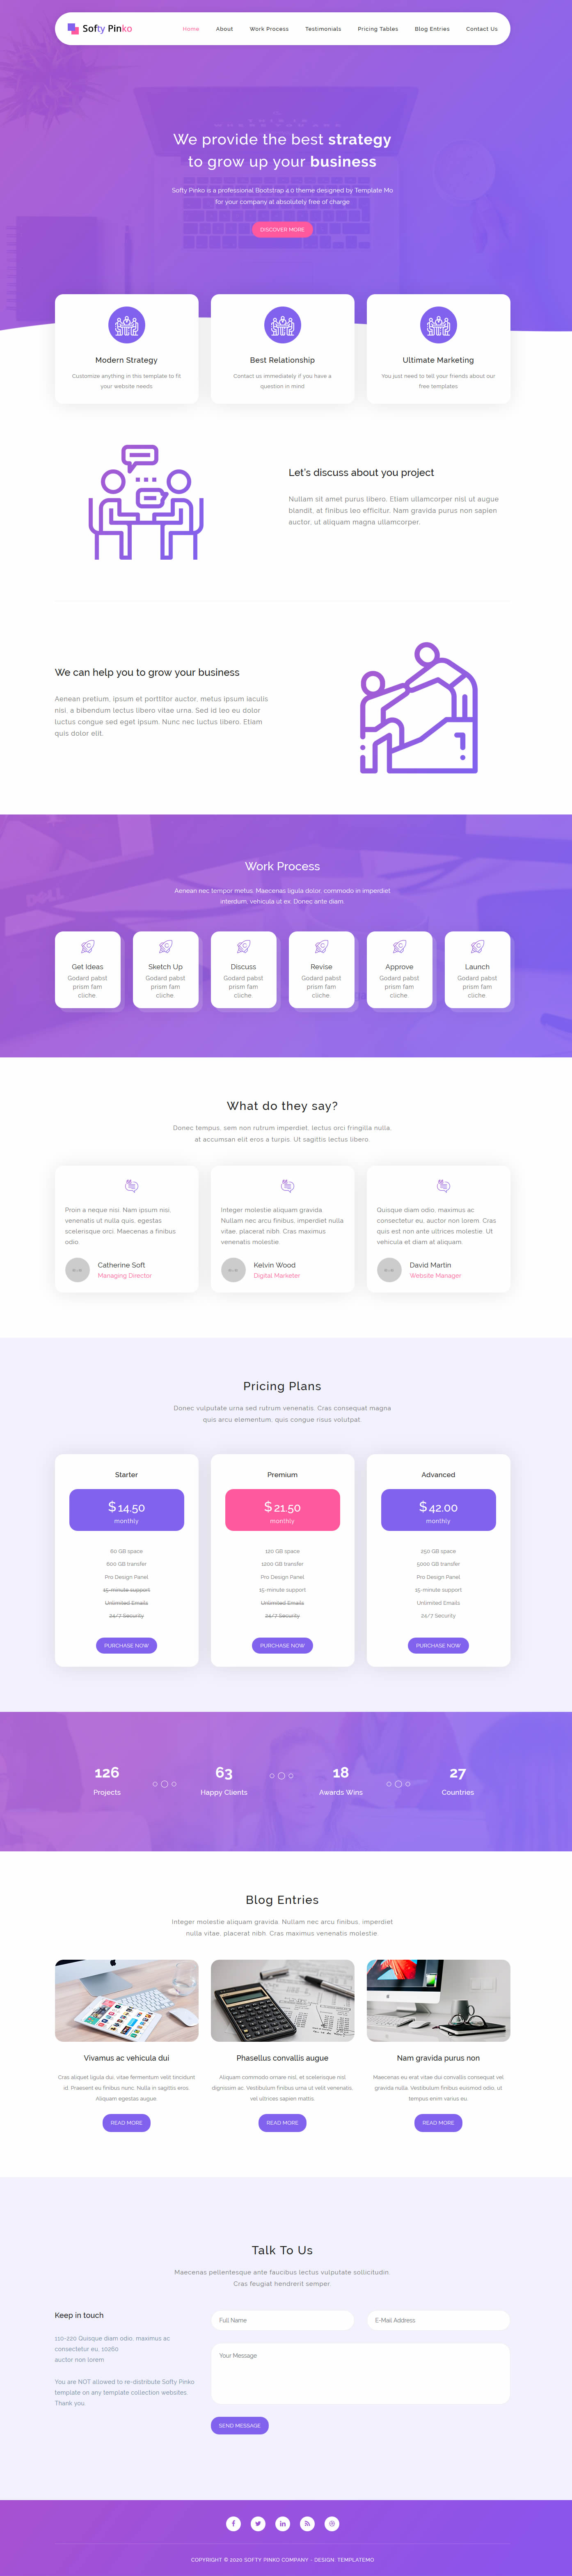 Softy Pinko
Home About Work Process Testimonials Pricing Tables Blog Entries Contact Us
We provide the best strategy
to grow up your business
Softy Pinko is a professional Bootstrap 4.0 theme designed by Template Mo
for your company at absolutely free of charge
DISCOVER MORE
Modern Strategy
Customize anything in this template to fit
your website needs
Best Relationship
Contact us immediately if you have a
question in mind
Ultimate Marketing
You just need to tell your friends about our
free templates
Let's discuss about you project
Nullam sit amet purus libero. Etiam ullamcorper nisl ut augue
blandit, at finibus leo efficitur. Nam gravida purus non sapien
auctor, ut aliquam magna ullamcorper.
We can help you to grow your business
Aenean pretium, ipsum et porttitor auctor, metus ipsum iaculis
nisi, a bibendum lectus libero vitae urna. Sed id leo eu dolor
luctus congue sed eget ipsum. Nunc nec luctus libero. Etiam
quis dolor elit.
DELL
Work Process
Aenean nec tempor metus. Maecenas ligula dolor, commodo in imperdiet
interdum, vehicula ut ex. Donec ante diam.
Get Ideas
Godard pabst
prism fam
cliche
Sketch Up
Godard pabst
prism fam
cliche
Discuss
Godard pabst
prism fam
cliche
Revise
Godard pabst
prism fam
cliche
Approve
Godard pabst
prism fam
cliche
Launch
Godard pabst
prism fam
cliche
What do they say?
Donec tempus, sem non rutrum imperdiet, lectus orci fringilla nulla,
at accumsan elit eros a turpis. Ut sagittis lectus libero.
Proin a neque nisi. Nam ipsum nisi,
venenatis ut nulla quis, egestas
scelerisque orci. Maecenas a finibus
odio.
Catherine Soft
Managing Director
Integer molestie aliquam gravida.
Nullam nec arcu finibus, imperdiet nulla
vitae, placerat nibh. Cras maximus
venenatis molestie.
Kelvin Wood
Digital Marketer
Quisque diam odio, maximus ac
consectetur eu, auctor non lorem. Cras
quis est non ante ultrices molestie. Ut
vehicula et diam at aliquam.
David Martin
Website Manager
Pricing Plans
Donec vulputate urna sed rutrum venenatis. Cras consequat magna
quis arcu elementum, quis congue risus volutpat.
Starter
$ 14.50
monthly
60 GB space
600 GB transfer
Pro Design Panel
15-minute support
Unlimited Emails
24/7 Security
PURCHASE NOW
Premium
$ 21.50
monthly
120 GB space
1200 GB transfer
Pro Design Panel
15-minute support
Unlimited Emails
24/7 Security
PURCHASE NOW
Advanced
$ 42.00
monthly
250 GB space
5000 GB transfer
Pro Design Panel
15-minute support
Unlimited Emails
24/7 Security
PURCHASE NOW
126
Projects
63
Happy Clients
18
Awards Wins
27
Countries
Blog Entries
Integer molestie aliquam gravida. Nullam nec arcu finibus, imperdiet
nulla vitae, placerat nibh. Cras maximus venenatis molestie.
Vivamus ac vehicula dui
Cras aliquet ligula dui, vitae fermentum velit tincidunt
id. Praesent eu finibus nunc. Nulla in sagittis eros.
Aliquam egestas augue.
READ MORE
Phasellus convallis augue
Aliquam commodo ornare nisl, et scelerisque nisl
dignissim ac. Vestibulum finibus urna ut velit venenatis,
vel ultrices sapien mattis.
READ MORE
Nam gravida purus non
Maecenas eu erat vitae dui convallis consequat vel
gravida nulla. Vestibulum finibus euismod odio, ut
tempus enim varius eu.
READ MORE
Talk To Us
Maecenas pellentesque ante faucibus lectus vulputate sollicitudin.
Cras feugiat hendrerit semper.
Keep in touch
110-220 Quisque diam odio, maximus ac
consectetur eu, 10260
auctor non lorem
You are NOT allowed to re-distribute Softy Pinko
template on any template collection websites.
Thank you.
Full Name
E-Mail Address
Your Message
SEND MESSAGE
COPYRIGHT © 2020 SOFTY PINKO COMPANY - DESIGN: TEMPLATEMO